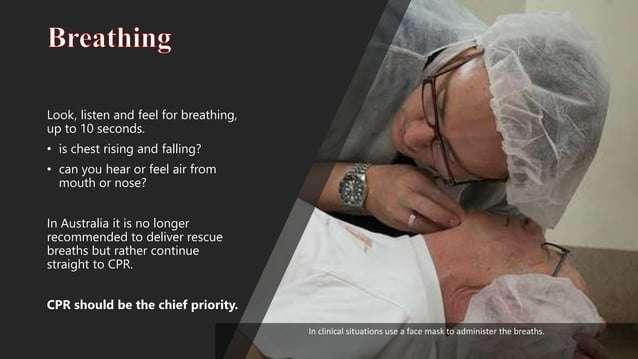 Breathing
Look, listen and feel for breathing,
up to 10 seconds.
• is chest rising and falling?
• can you hear or feel air from
mouth or nose?
In Australia it is no longer
recommended to deliver rescue
breaths but rather continue
straight to CPR.
CPR should be the chief priority.
In clinical situations use a face mask to administer the breaths.